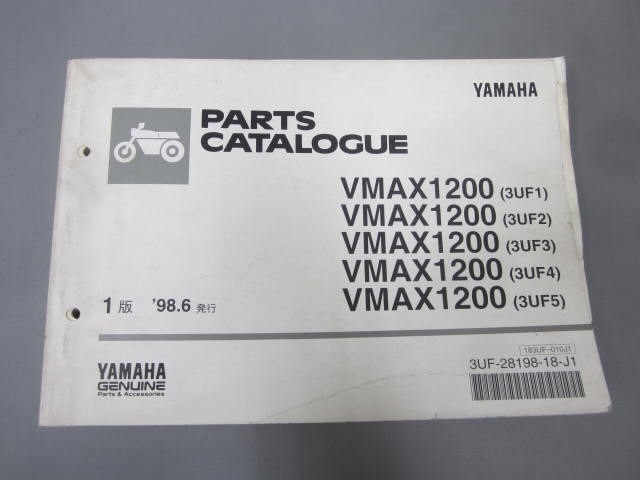 YAMAHA
PARTS
CATALOGUE
VMAX1200 (3UF1)
VMAX1200 (3UF2)
VMAX1200 (3UF3)
VMAX1200 (3UF4)
VMAX1200 (3UF5)
1版 '98.6 発行
183UF-010J1
3UF-28198-18-J1
YAMAHA
GENUINE
Parts & Accessories